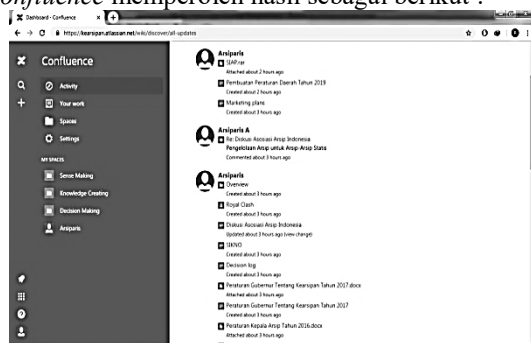 onfluence memperoleh hasil sebagai berikut :
Dashboard - Confluence
https://kearsipan.atlassian.net/wiki/discover/all-updates
Confluence
Activity
Your work
Spaces
Settings
MY SPACES
Sense Making
Knowledge Creating
Decision Making
Arsiparis
Arsiparis
SIAP.rar
Attached about 2 hours ago
Pembuatan Peraturan Daerah Tahun 2019
Created about 2 hours ago
Marketing plans
Created about 3 hours ago
Arsiparis A
Re: Diskusi Asosiasi Arsip Indonesia
Pengelolaan Arsip untuk Arsip-Arsip Statis
Commented about 3 hours ago
Arsiparis
Overview
Created about 3 hours ago
Royal Clash
Created about 3 hours ago
Diskusi Asosiasi Arsip Indonesia
Updated about 3 hours ago (view change)
SIKNO
Created about 3 hours ago
Decision log
Created about 3 hours ago
Peraturan Gubernur Tentang Kearsipan Tahun 2017.docx
Attached about 3 hours ago
Peraturan Gubernur Tentang Kearsipan Tahun 2017
Created about 3 hours ago
Peraturan Kepala Arsip Tahun 2016.docx
Attached about 3 hours ago